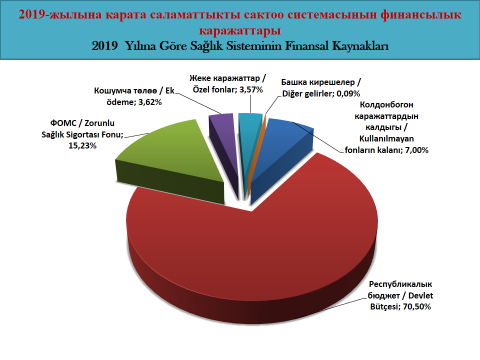 2019-жылына карата саламаттыкты сактоо системасынын финансылык
каражаттары
2019 Yılına Göre Sağlık Sisteminin Finansal Kaynakları
Жеке каражаттар /
Özel fonlar; 3,57%
Башка кирешелер /
Diğer gelirler; 0,09%
Кошумча төлөө / Ek
ödeme; 3,62%
Колдонбогон
каражаттардын
калдыгы /
Kullanılmayan
fonların kalanı; 7,00%
ФОМС / Zorunlu
Sağlık Sigortası Fonu;
15,23%
Республикалык
бюджет / Devlet
Bütçesi; 70,50%